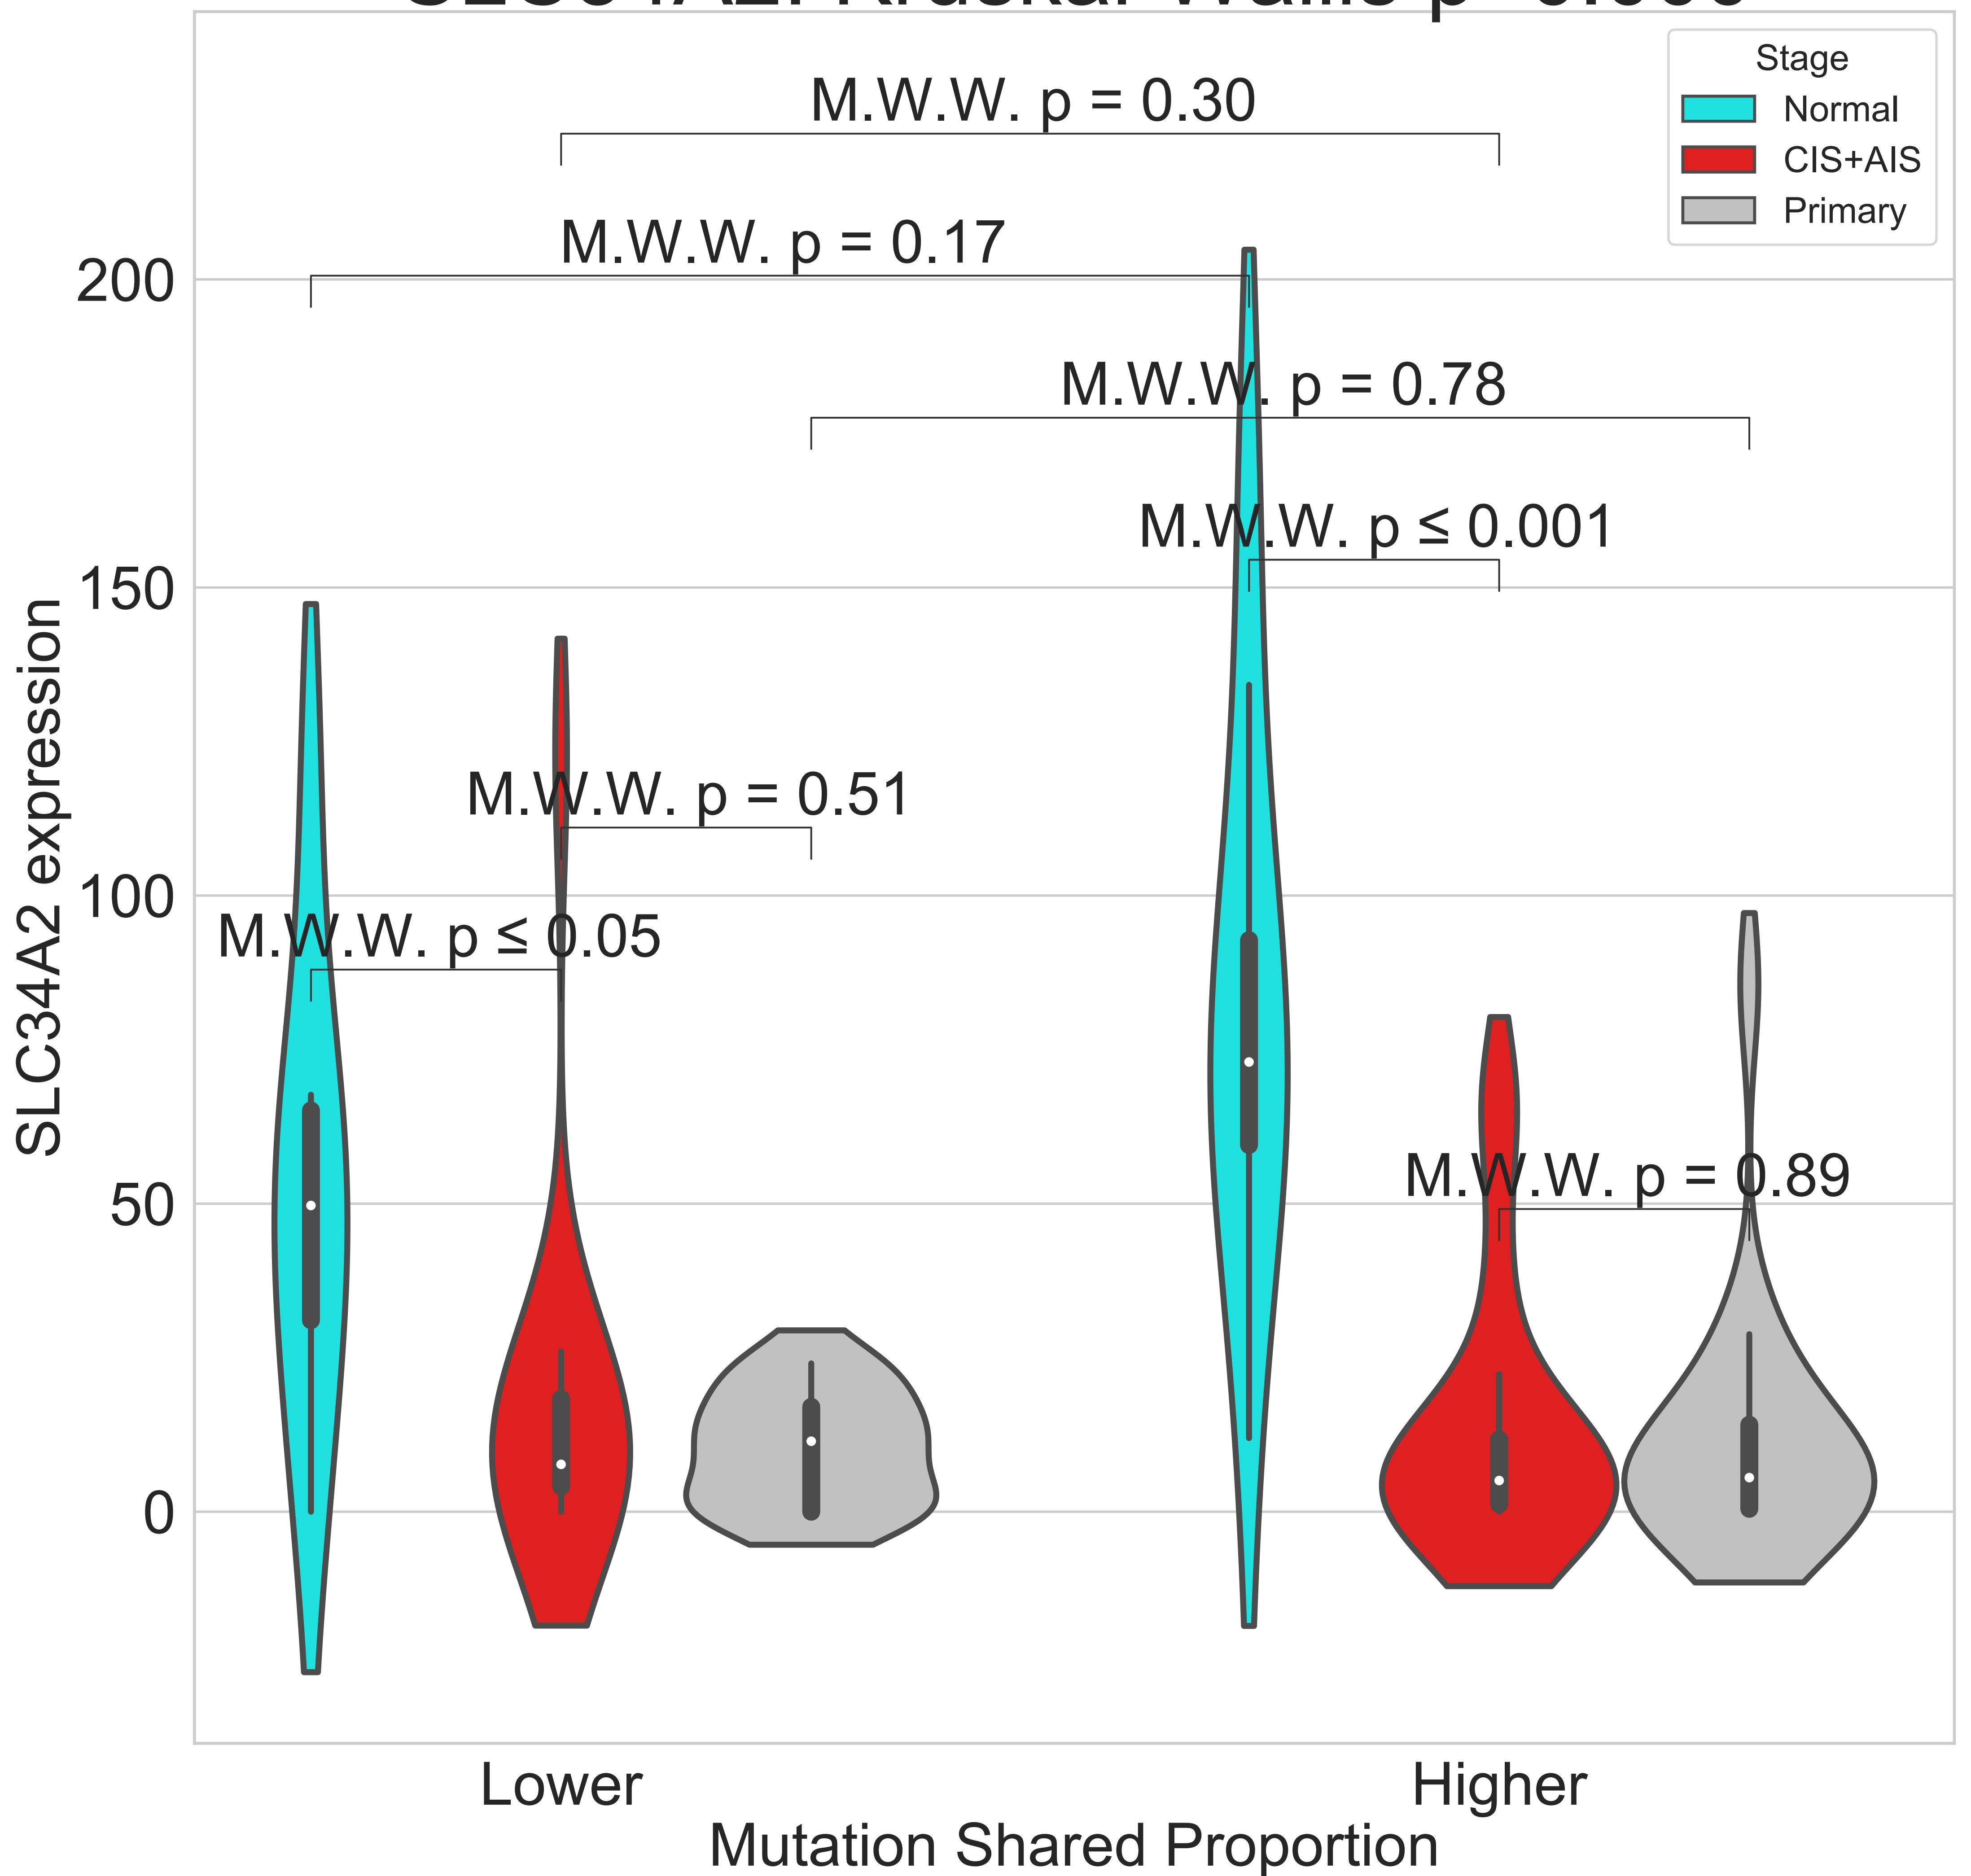 Stage
Normal
CIS+AIS
Primary
M.W.W. p = 0.30
M.W.W. p = 0.17
M.W.W. p = 0.78
M.W.W. p ≤ 0.001
M.W.W. p = 0.51
M.W.W. p ≤ 0.05
M.W.W. p = 0.89
200
150
100
50
0
SLC34A2 expression
Lower
Higher
Mutation Shared Proportion